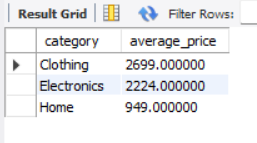 Result Grid Filter Rows:
category average_price
Clothing 2699.000000
Electronics 2224.000000
Home 949.000000